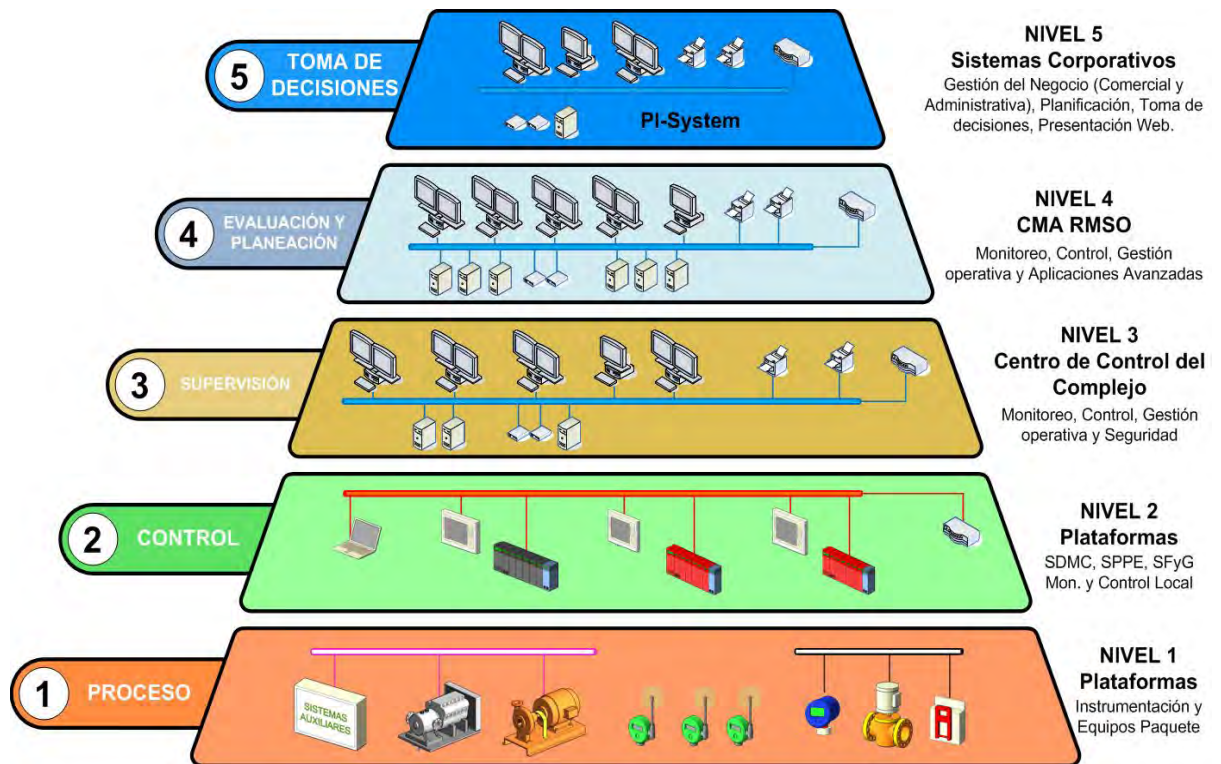 5
TOMA DE
DECISIONES
PI-System
NIVEL 5
Sistemas Corporativos
Gestión del Negocio (Comercial y
Administrativa), Planificación, Toma de
decisiones, Presentación Web.
4
EVALUACIÓN Y
PLANEACIÓN
NIVEL 4
CMA RMSO
Monitoreo, Control, Gestión
operativa y Aplicaciones Avanzadas
3
SUPERVISIÓN
NIVEL 3
Centro de Control del
Complejo
Monitoreo, Control, Gestión
operativa y Seguridad
2
CONTROL
NIVEL 2
Plataformas
SDMC, SPPE, SFyG
Mon. y Control Local
1
PROCESO
SISTEMAS
AUXILIARES
NIVEL 1
Plataformas
Instrumentación y
Equipos Paquete